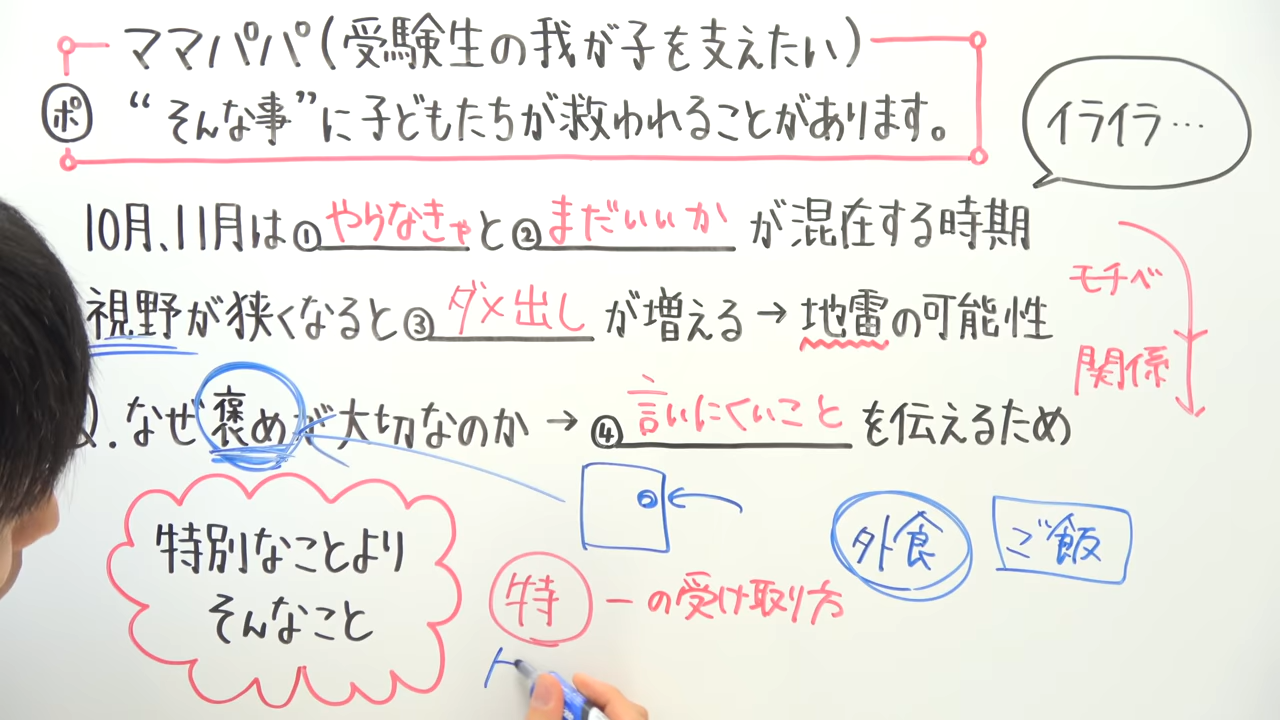 ママパパ(受験生の我が子を支えたい)
ポ “そんな事”に子どもたちが救われることがあります。
イライラ…
10月、11月は①やらなきゃと②まだいいかが混在する時期
視野が狭くなると③ダメ出しが増える→地雷の可能性
モチベ
関係
.なぜ褒めが大切なのか→④言いにくいことを伝えるため
特別なことより
そんなこと
外食
ご飯
特ーの受け取り方